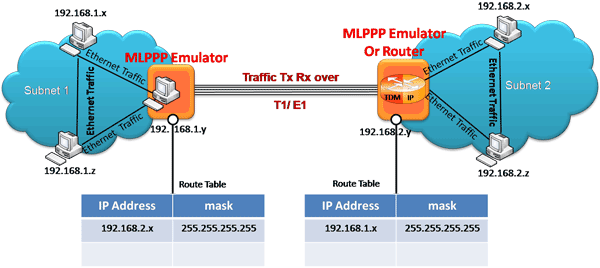 192.168.1.x
192.168.2.x
MLPPP Emulator
MLPPP Emulator
Or Router
Ethernet Traffic
Ethernet Traffic
Ethernet Traffic
Subnet 1
Traffic Tx Rx over
T1/ E1
TDM IP
Ethernet Traffic
Ethernet Traffic
Ethernet Traffic
Subnet 2
192.168.1.y
192.168.2.y
192.168.1.z
192.168.2.z
Route Table
Route Table
IP Address mask
192.168.2.x 255.255.255.255
IP Address mask
192.168.1.x 255.255.255.255